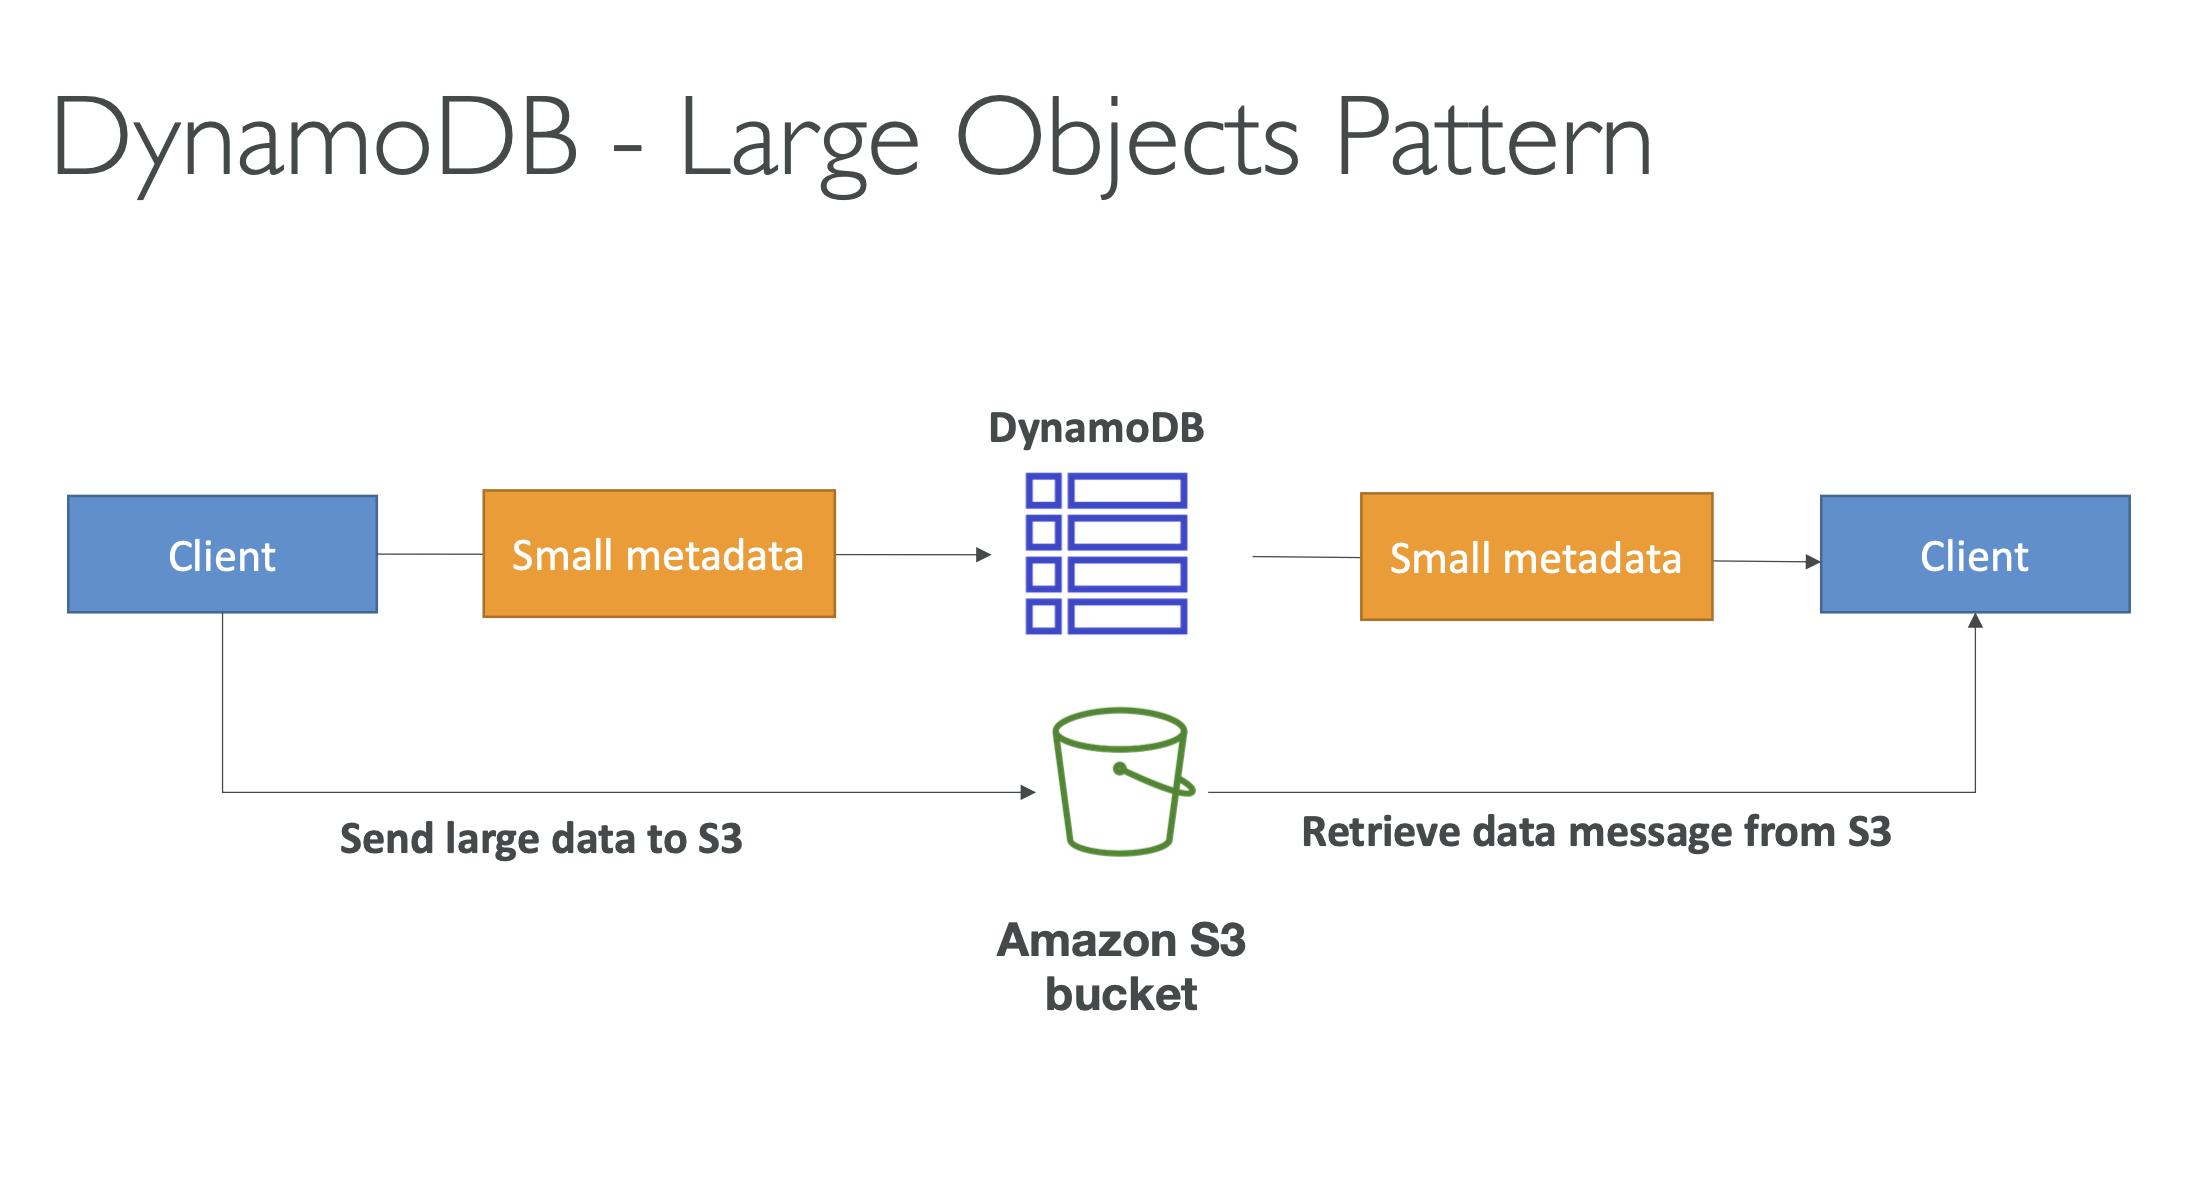 DynamoDB - Large Objects Pattern
DynamoDB
Client
Small metadata
Small metadata
Client
Send large data to S3
Retrieve data message from S3
Amazon S3
bucket